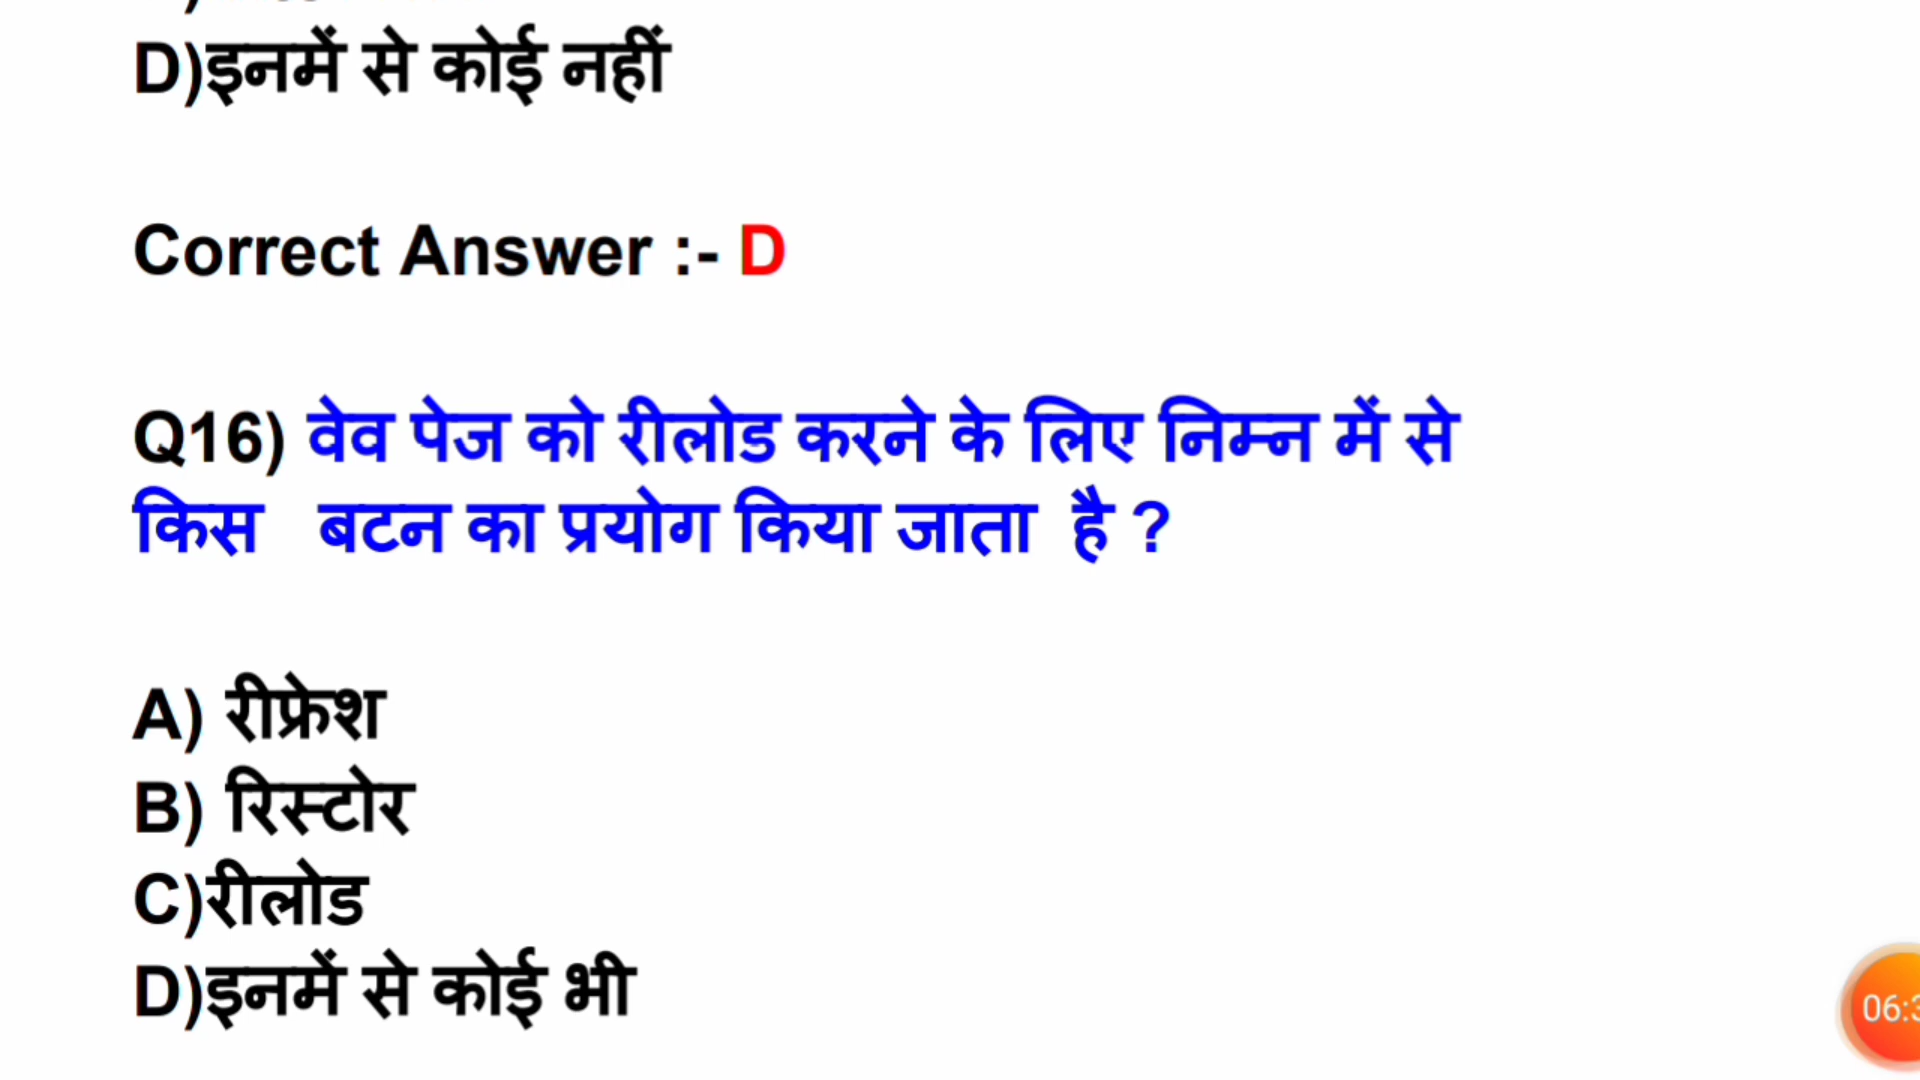 D)इनमें से कोई नहीं
Correct Answer :- D
Q16) वेव पेज को रीलोड करने के लिए निम्न में से
किस   बटन का प्रयोग किया जाता  है ?
A) रीफ्रेश
B) रिस्टोर
C)रीलोड
D)इनमें से कोई भी